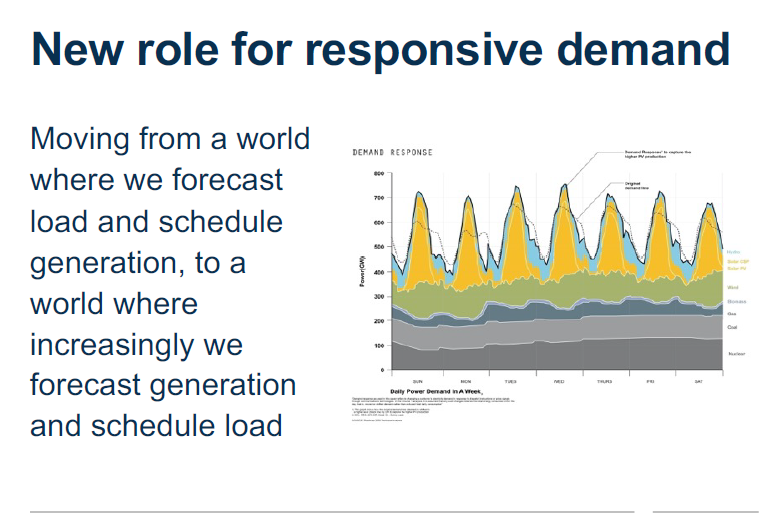 New role for responsive demand
Moving from a world
where we forecast
load and schedule
generation, to a
world where
increasingly we
forecast generation
and schedule load
DEMAND RESPONSE
Demand Response* to capture the
higher PV production
Original
demand line
800
700
600
500
400
300
200
100
0
Power(GW)
Hydro
Solar CSP
Solar PV
Wind
Biomass
Gas
Coal
Nuclear
SUN
MON
TUES
WED
THURS
FRI
SAT
Daily Power Demand In A Week,